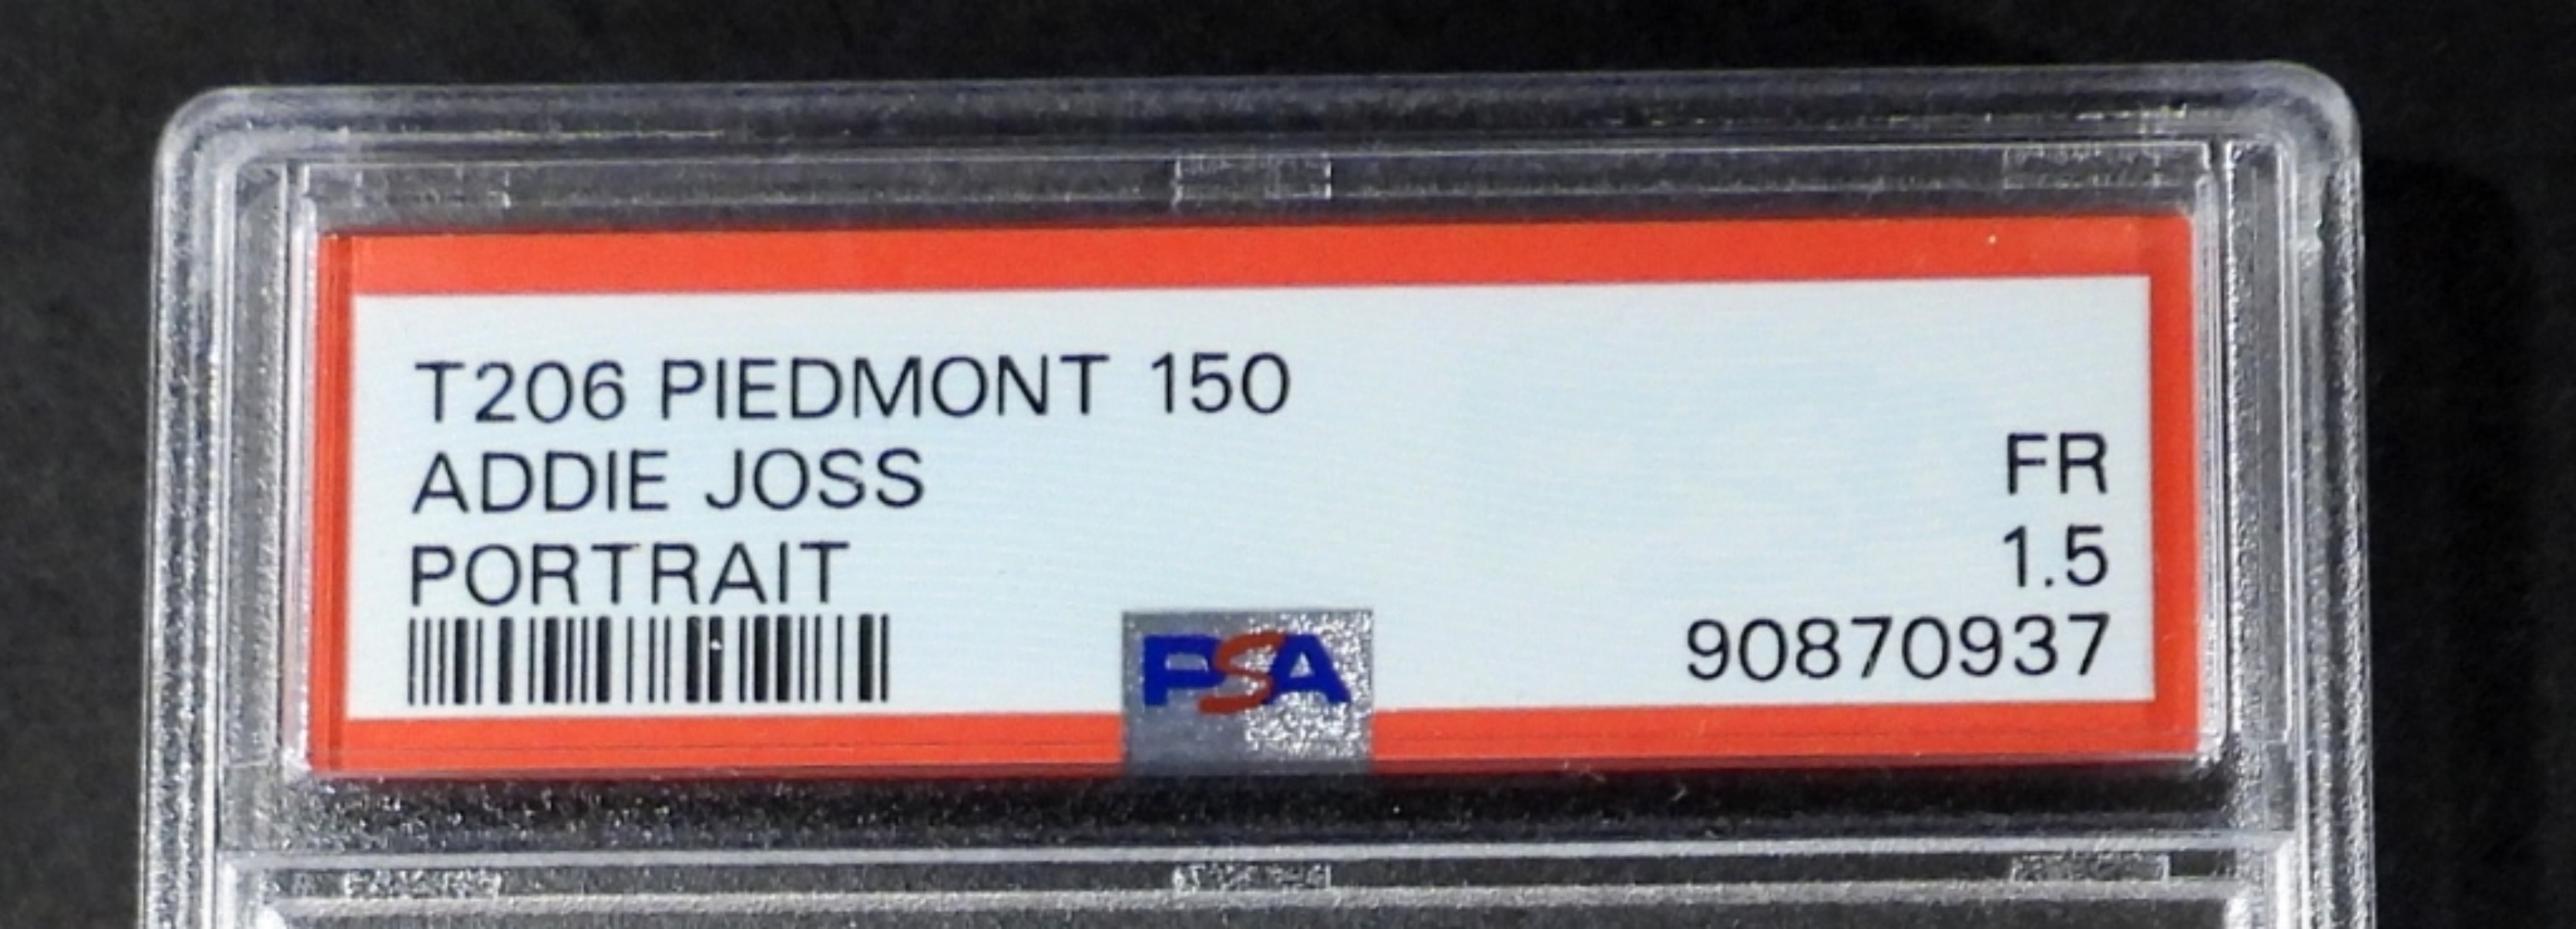 T206 PIEDMONT 150
ADDIE JOSS
FR
PORTRAIT
1.5
PSA
90870937